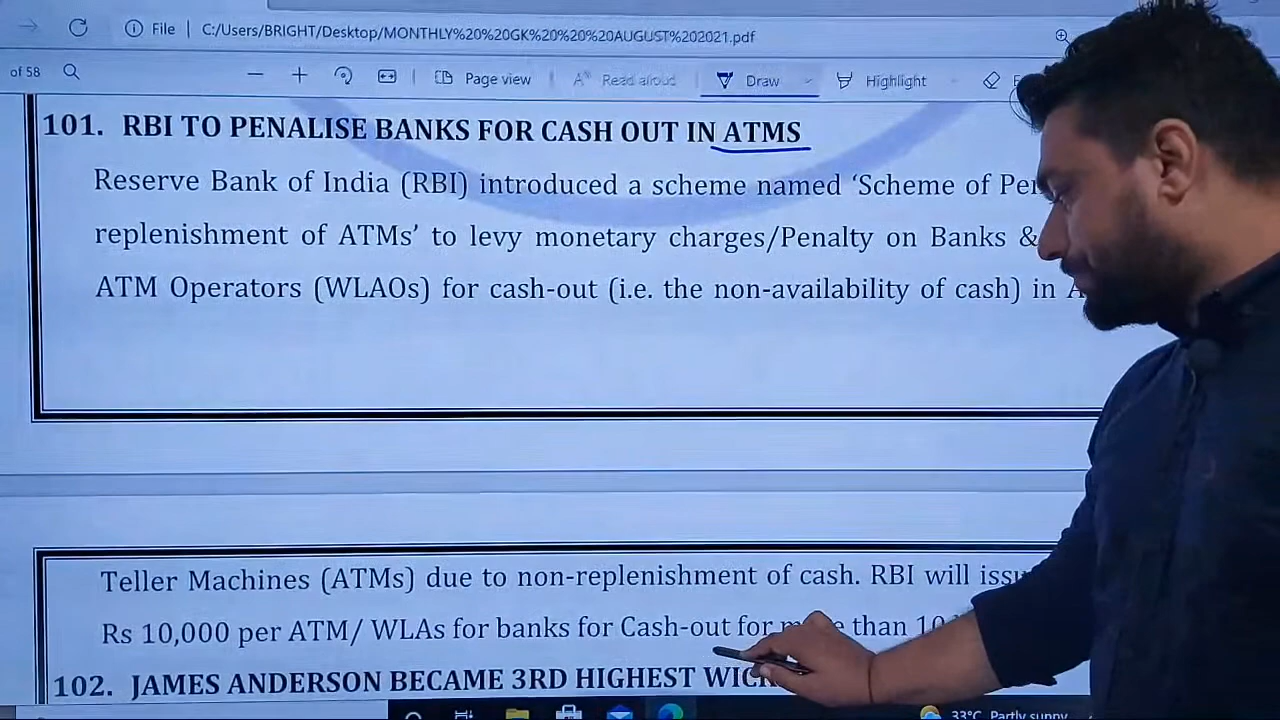 File C:/Users/BRIGHT/Desktop/MONTHLY%20%20GK%20%20%20AUGUST%202021.pdf
of 58 Page view Read aloud Draw Highlight
101. RBI TO PENALISE BANKS FOR CASH OUT IN ATMS
Reserve Bank of India (RBI) introduced a scheme named ‘Scheme of
replenishment of ATMs’ to levy monetary charges/Penalty on Banks &
ATM Operators (WLAOs) for cash-out (i.e. the non-availability of cash) in
Teller Machines (ATMs) due to non-replenishment of cash. RBI will
Rs 10,000 per ATM/ WLAs for banks for Cash-out for than 10
102. JAMES ANDERSON BECAME 3RD HIGHEST
33°C Partly sunny